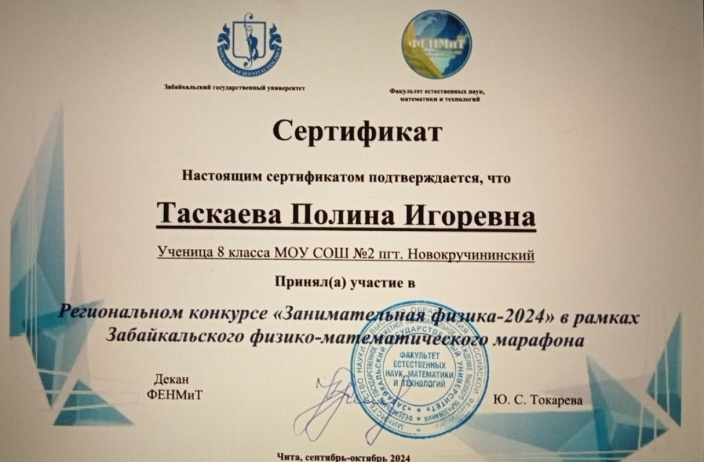 ФЕНМиТ
Забайкальский государственный университет
Факультет естественных наук,
математики и технологий
Сертификат
Настоящим сертификатом подтверждается, что
Таскаева Полина Игоревна
Ученица 8 класса МОУ СОШ №2 пгт. Новокручининский
Принял(а) участие в
Региональном конкурсе «Занимательная физика-2024» в рамках
Забайкальского физико-математического марафона
ФАКУЛЬТЕТ
ЕСТЕСТВЕННЫХ
НАУК, МАТЕМАТИКИ
И ТЕХНОЛОГИЙ
Декан
ФЕНМиТ
Ю. С. Токарева
Чита, сентябрь-октябрь 2024